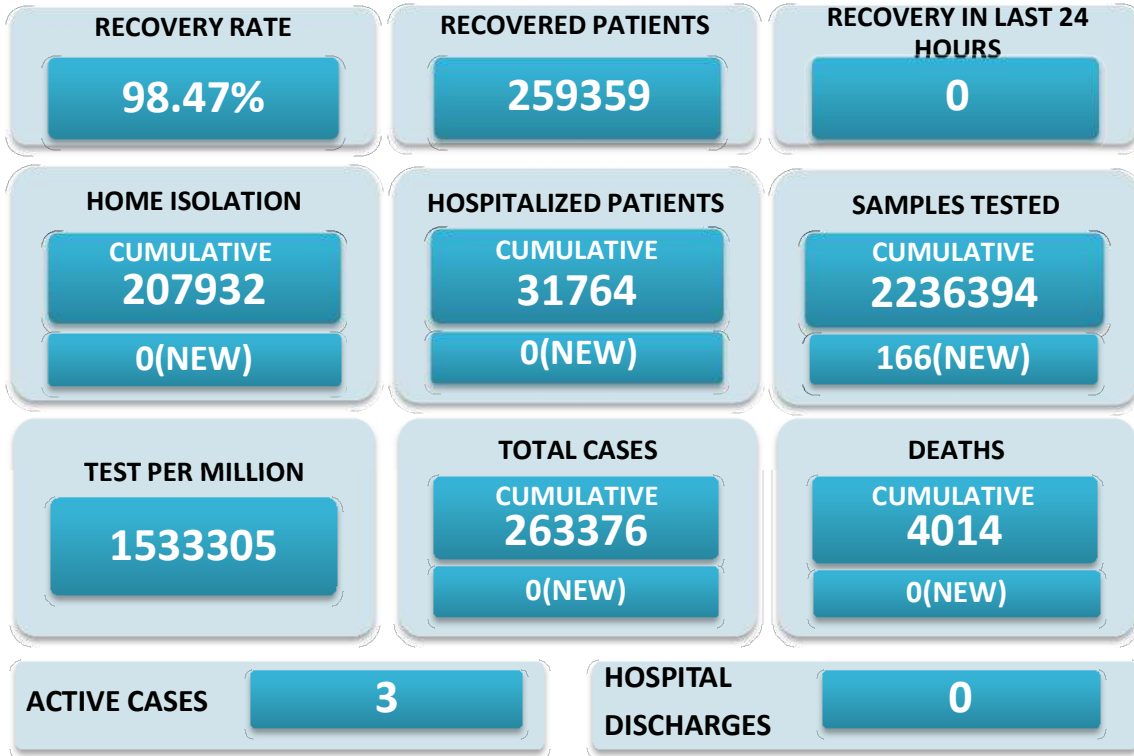 RECOVERY RATE
98.47%
RECOVERED PATIENTS
259359
RECOVERY IN LAST 24
HOURS
0
HOME ISOLATION
CUMULATIVE
207932
0(NEW)
HOSPITALIZED PATIENTS
CUMULATIVE
31764
0(NEW)
SAMPLES TESTED
CUMULATIVE
2236394
166(NEW)
TEST PER MILLION
1533305
TOTAL CASES
CUMULATIVE
263376
0(NEW)
DEATHS
CUMULATIVE
4014
0(NEW)
ACTIVE CASES
3
HOSPITAL
DISCHARGES
0